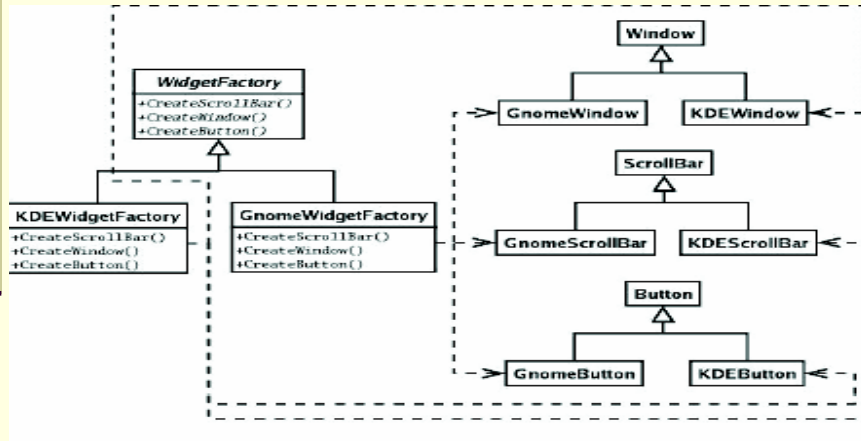 Window
WidgetFactory
+CreateScrollBar()
+CreateWindow()
+CreateButton()
GnomeWindow
KDEWindow
ScrollBar
KDEWidgetFactory
+CreateScrollBar()
+CreateWindow()
+CreateButton()
GnomeWidgetFactory
+CreateScrollBar()
+CreateWindow()
+CreateButton()
GnomeScrollBar
KDEScrollBar
Button
GnomeButton
KDEButton